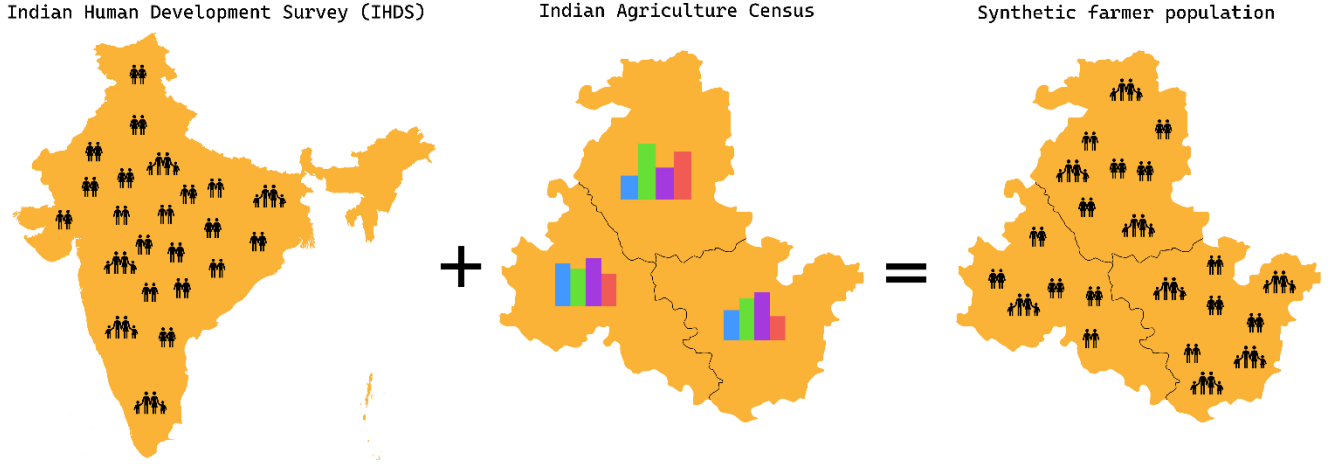 Indian Human Development Survey (IHDS)
Indian Agriculture Census
Synthetic farmer population
+
=